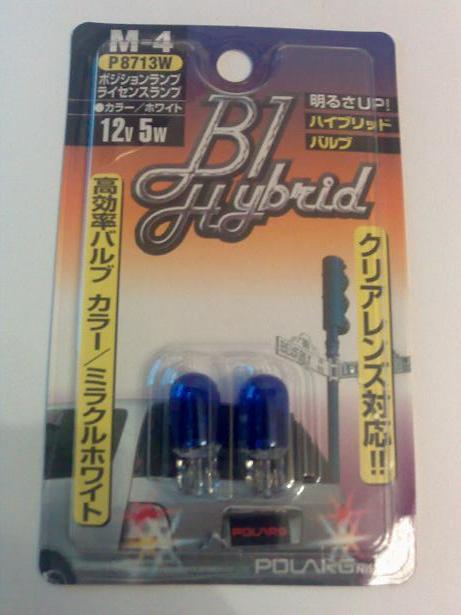 M-4
P8713W
ポジションランプ
ライセンスランプ
●カラー/ホワイト
12V 5W
B1
Hybrid
明るさUP!
ハイブリッド
バルブ
高効率バルブ カラー/ミラクルホワイト
クリアレンズ対応!!
POLARG
POLARG